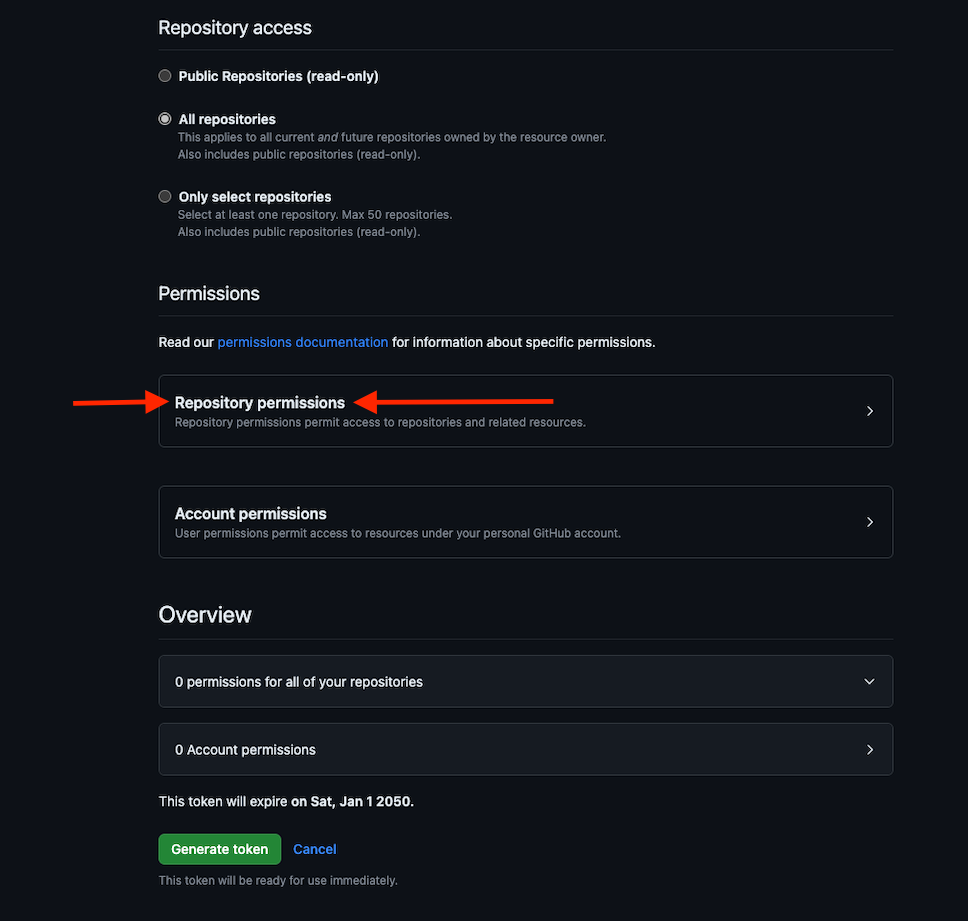 Repository access
Public Repositories (read-only)
All repositories
This applies to all current and future repositories owned by the resource owner.
Also includes public repositories (read-only).
Only select repositories
Select at least one repository. Max 50 repositories.
Also includes public repositories (read-only).
Permissions
Read our permissions documentation for information about specific permissions.
Repository permissions
Repository permissions permit access to repositories and related resources.
Account permissions
User permissions permit access to resources under your personal GitHub account.
Overview
0 permissions for all of your repositories
0 Account permissions
This token will expire on Sat, Jan 1 2050.
Generate token Cancel
This token will be ready for use immediately.